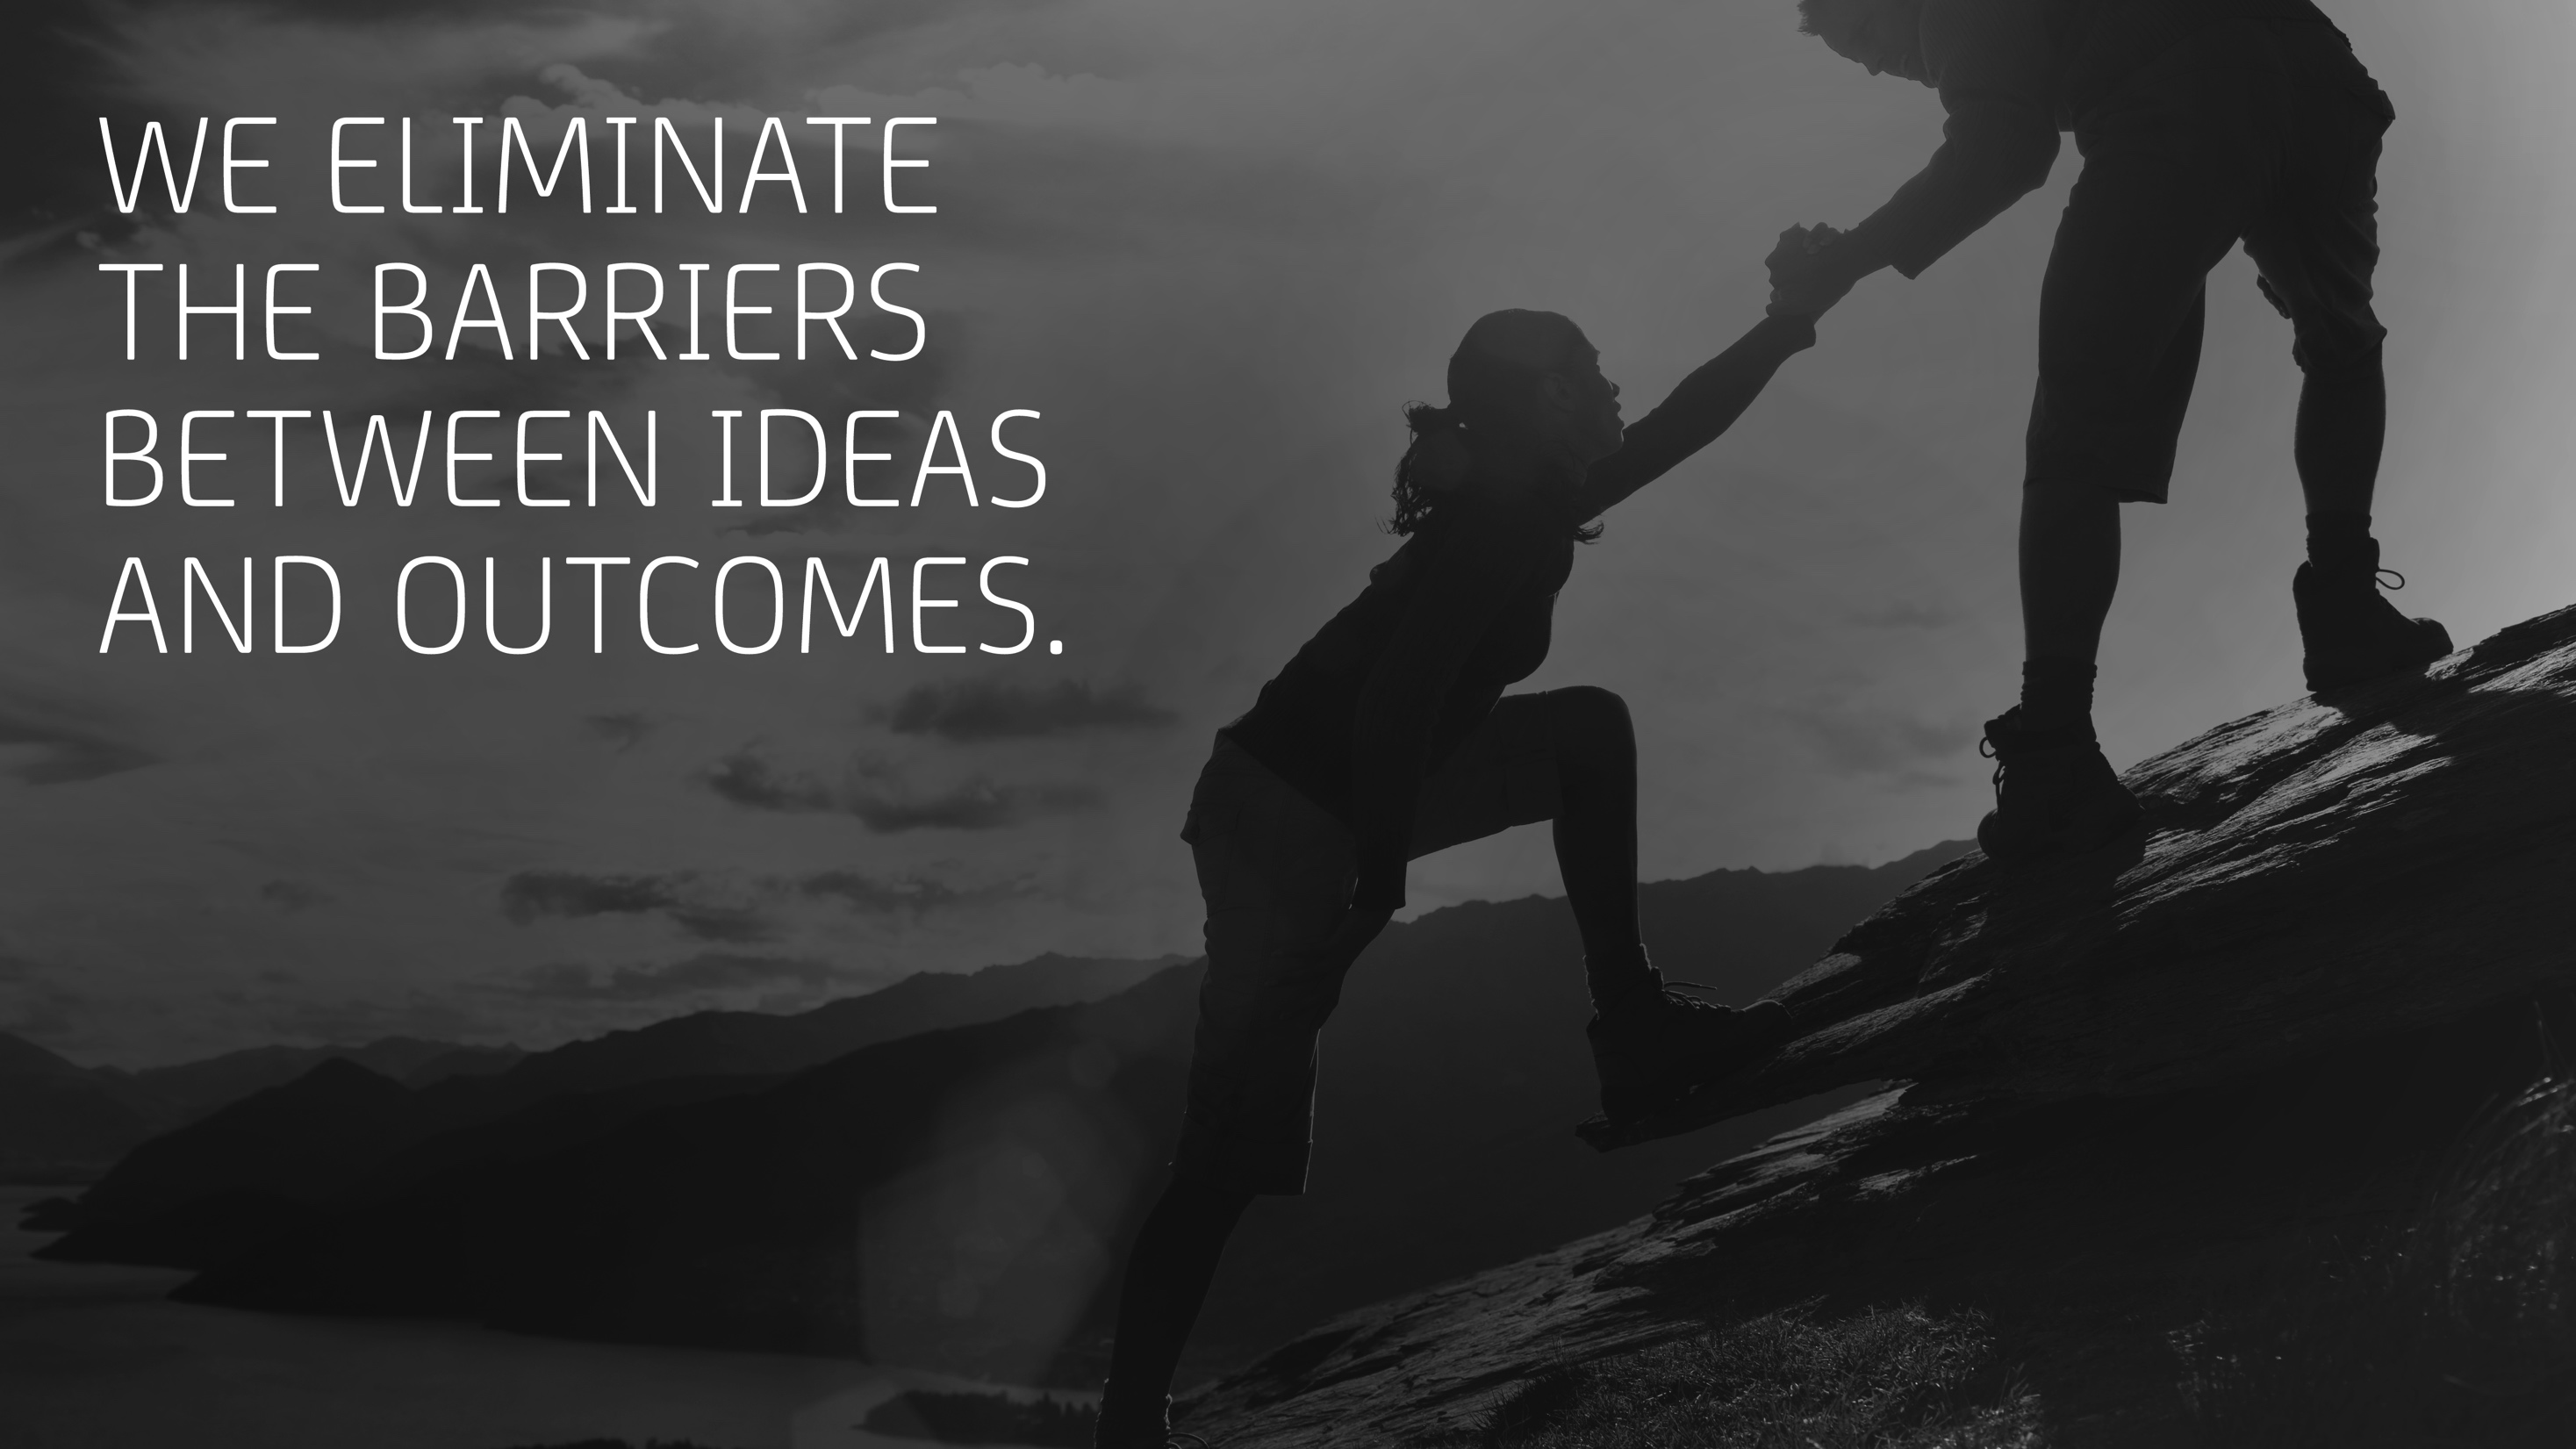 WE ELIMINATE
THE BARRIERS
BETWEEN IDEAS
AND OUTCOMES.